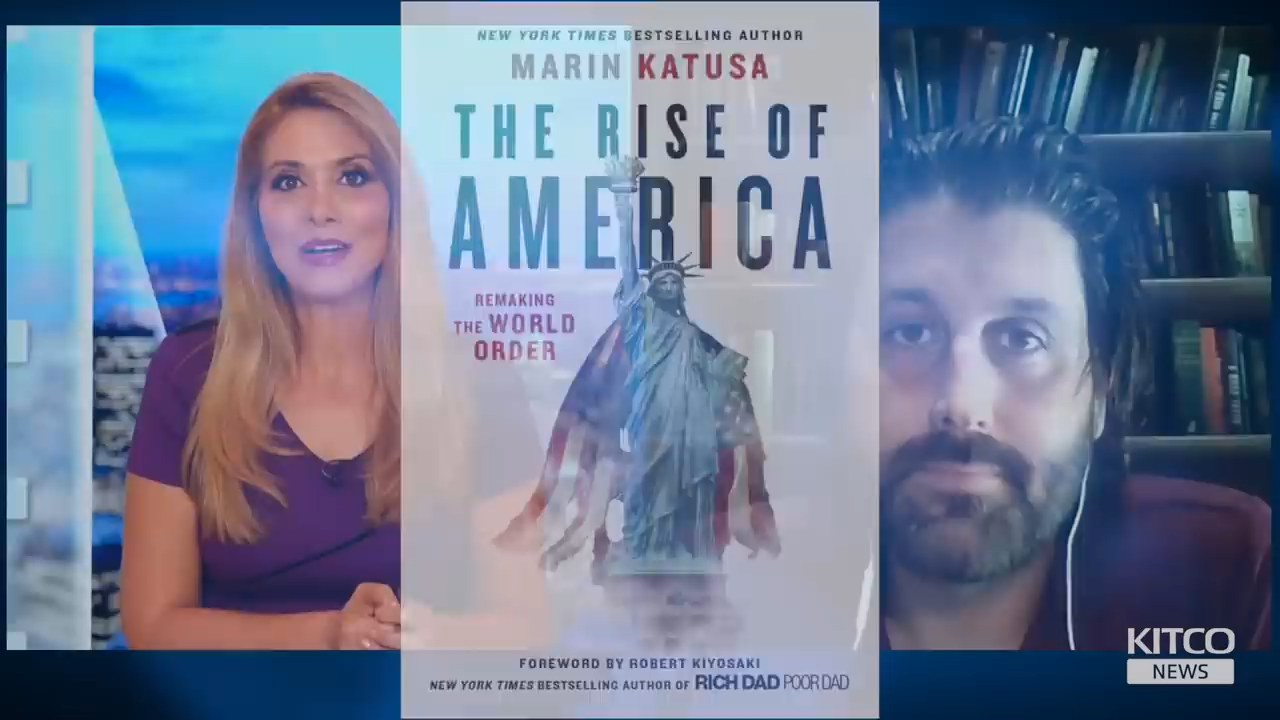 NEW YORK TIMES BESTSELLING AUTHOR
MARIN KATUSA
THE RISE OF
AMERICA
REMAKING
THE WORLD
ORDER
FOREWORD BY ROBERT KIYOSAKI
NEW YORK TIMES BESTSELLING AUTHOR OF RICH DAD POOR DAD
KITCO
NEWS